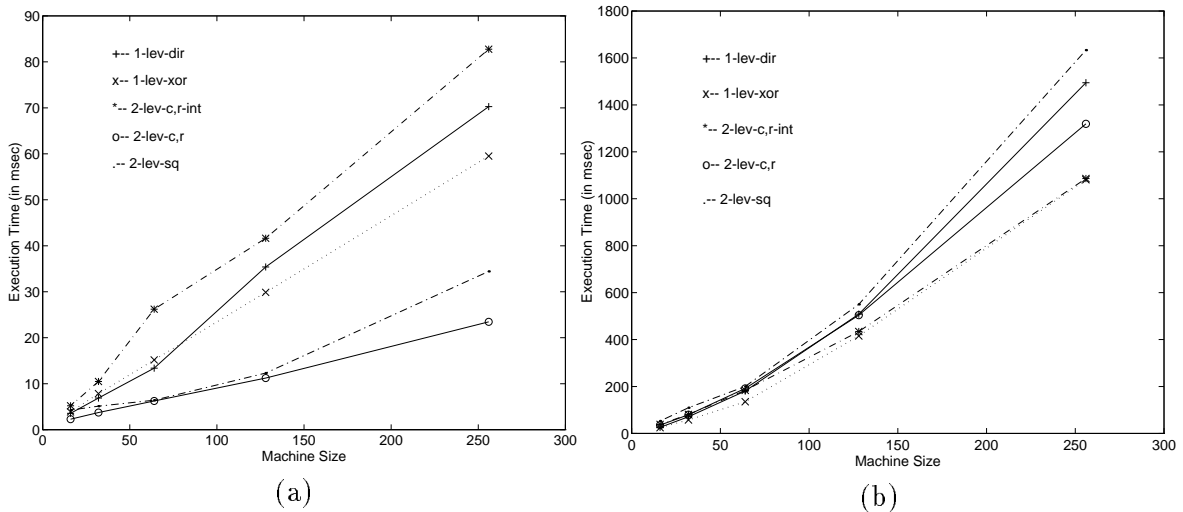 90
80
70
60
50
40
30
20
10
0
Execution Time (in msec)
+-- 1-lev-dir
x-- 1-lev-xor
*-- 2-lev-c,r-int
o-- 2-lev-c,r
.-- 2-lev-sq
0 50 100 150 200 250 300
Machine Size
(a)
1800
1600
1400
1200
1000
800
600
400
200
0
Execution Time (in msec)
+-- 1-lev-dir
x-- 1-lev-xor
*-- 2-lev-c,r-int
o-- 2-lev-c,r
.-- 2-lev-sq
0 50 100 150 200 250 300
Machine Size
(b)